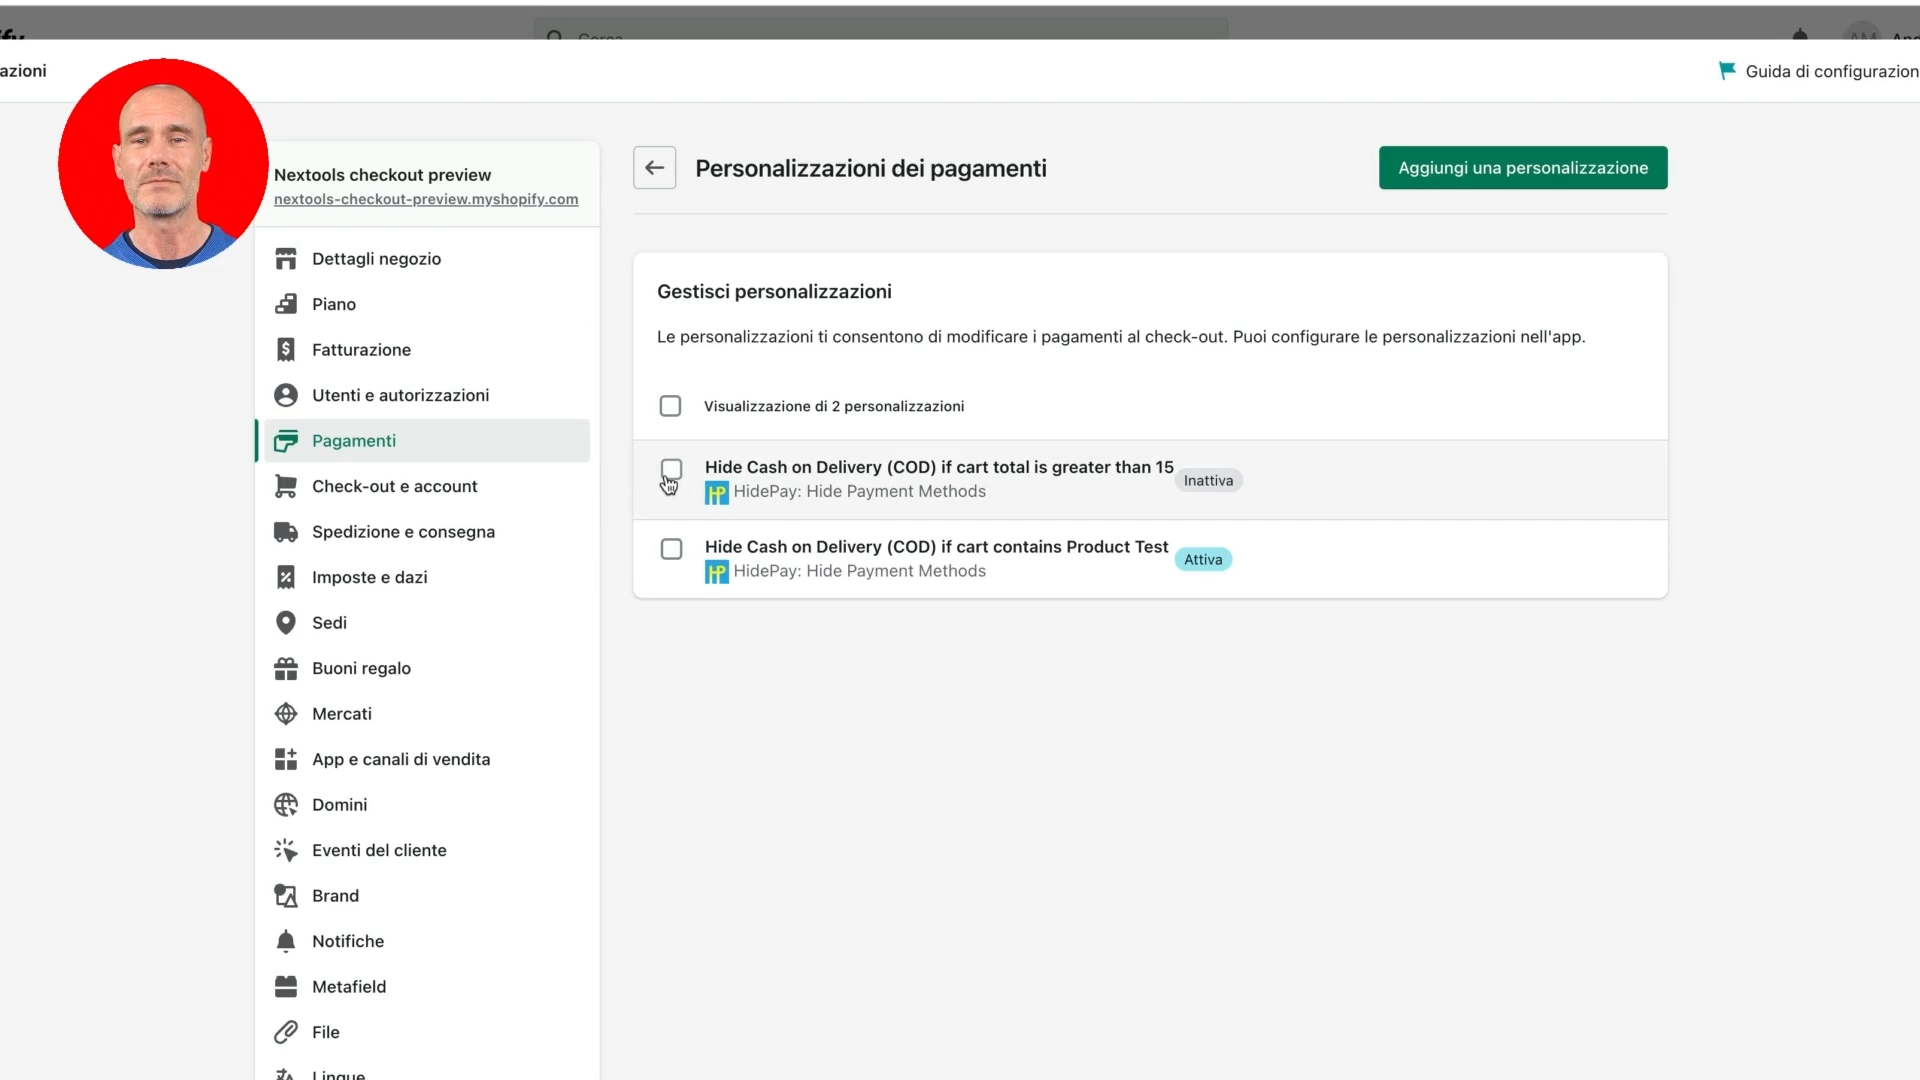 azioni
Guida di configurazion
Nextools checkout preview
nextools-checkout-preview.myshopify.com
Dettagli negozio
Piano
Fatturazione
Utenti e autorizzazioni
Pagamenti
Check-out e account
Spedizione e consegna
Imposte e dazi
Sedi
Buoni regalo
Mercati
App e canali di vendita
Domini
Eventi del cliente
Brand
Notifiche
Metafield
File
Lingue
Personalizzazioni dei pagamenti
Aggiungi una personalizzazione
Gestisci personalizzazioni
Le personalizzazioni ti consentono di modificare i pagamenti al check-out. Puoi configurare le personalizzazioni nell'app.
Visualizzazione di 2 personalizzazioni
Hide Cash on Delivery (COD) if cart total is greater than 15
Inattiva
HP HidePay: Hide Payment Methods
Hide Cash on Delivery (COD) if cart contains Product Test
Attiva
HP HidePay: Hide Payment Methods